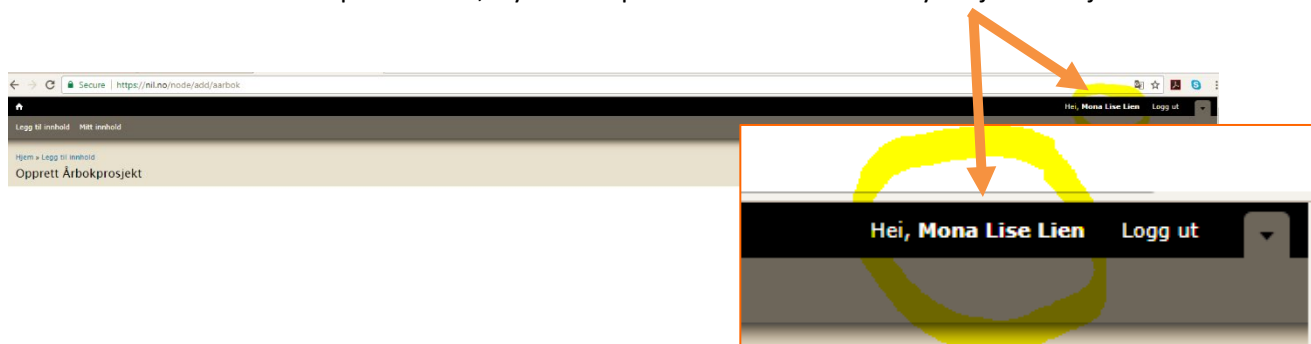 Secure | https://nil.no/node/add/aarbok
Hei, Mona Lise Lien Logg ut
Legg til innhold Mitt innhold
Hjem » Legg til innhold
Opprett Årbokprosjekt
Hei, Mona Lise Lien Logg ut